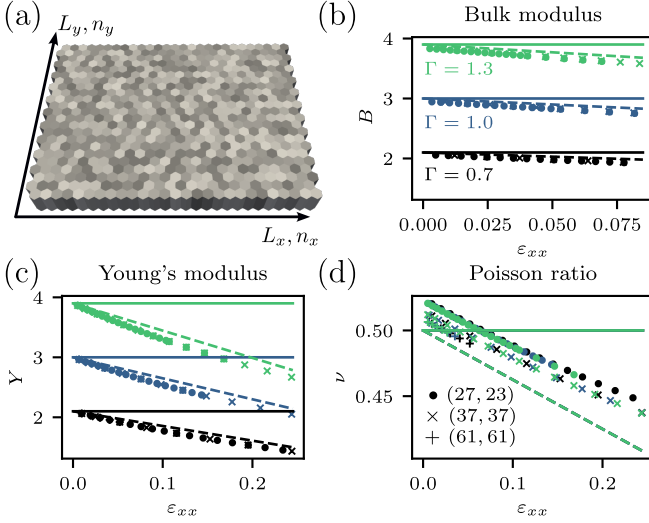 (a)
L_y, n_y
L_x, n_x
(b)
Bulk modulus
4
3
2
B
Γ = 1.3
Γ = 1.0
Γ = 0.7
0.000 0.025 0.050 0.075
ε_xx
(c)
Young's modulus
4
3
2
Y
0.0 0.1 0.2
ε_xx
(d)
Poisson ratio
0.50
0.45
ν
(27, 23)
(37, 37)
(61, 61)
0.0 0.1 0.2
ε_xx